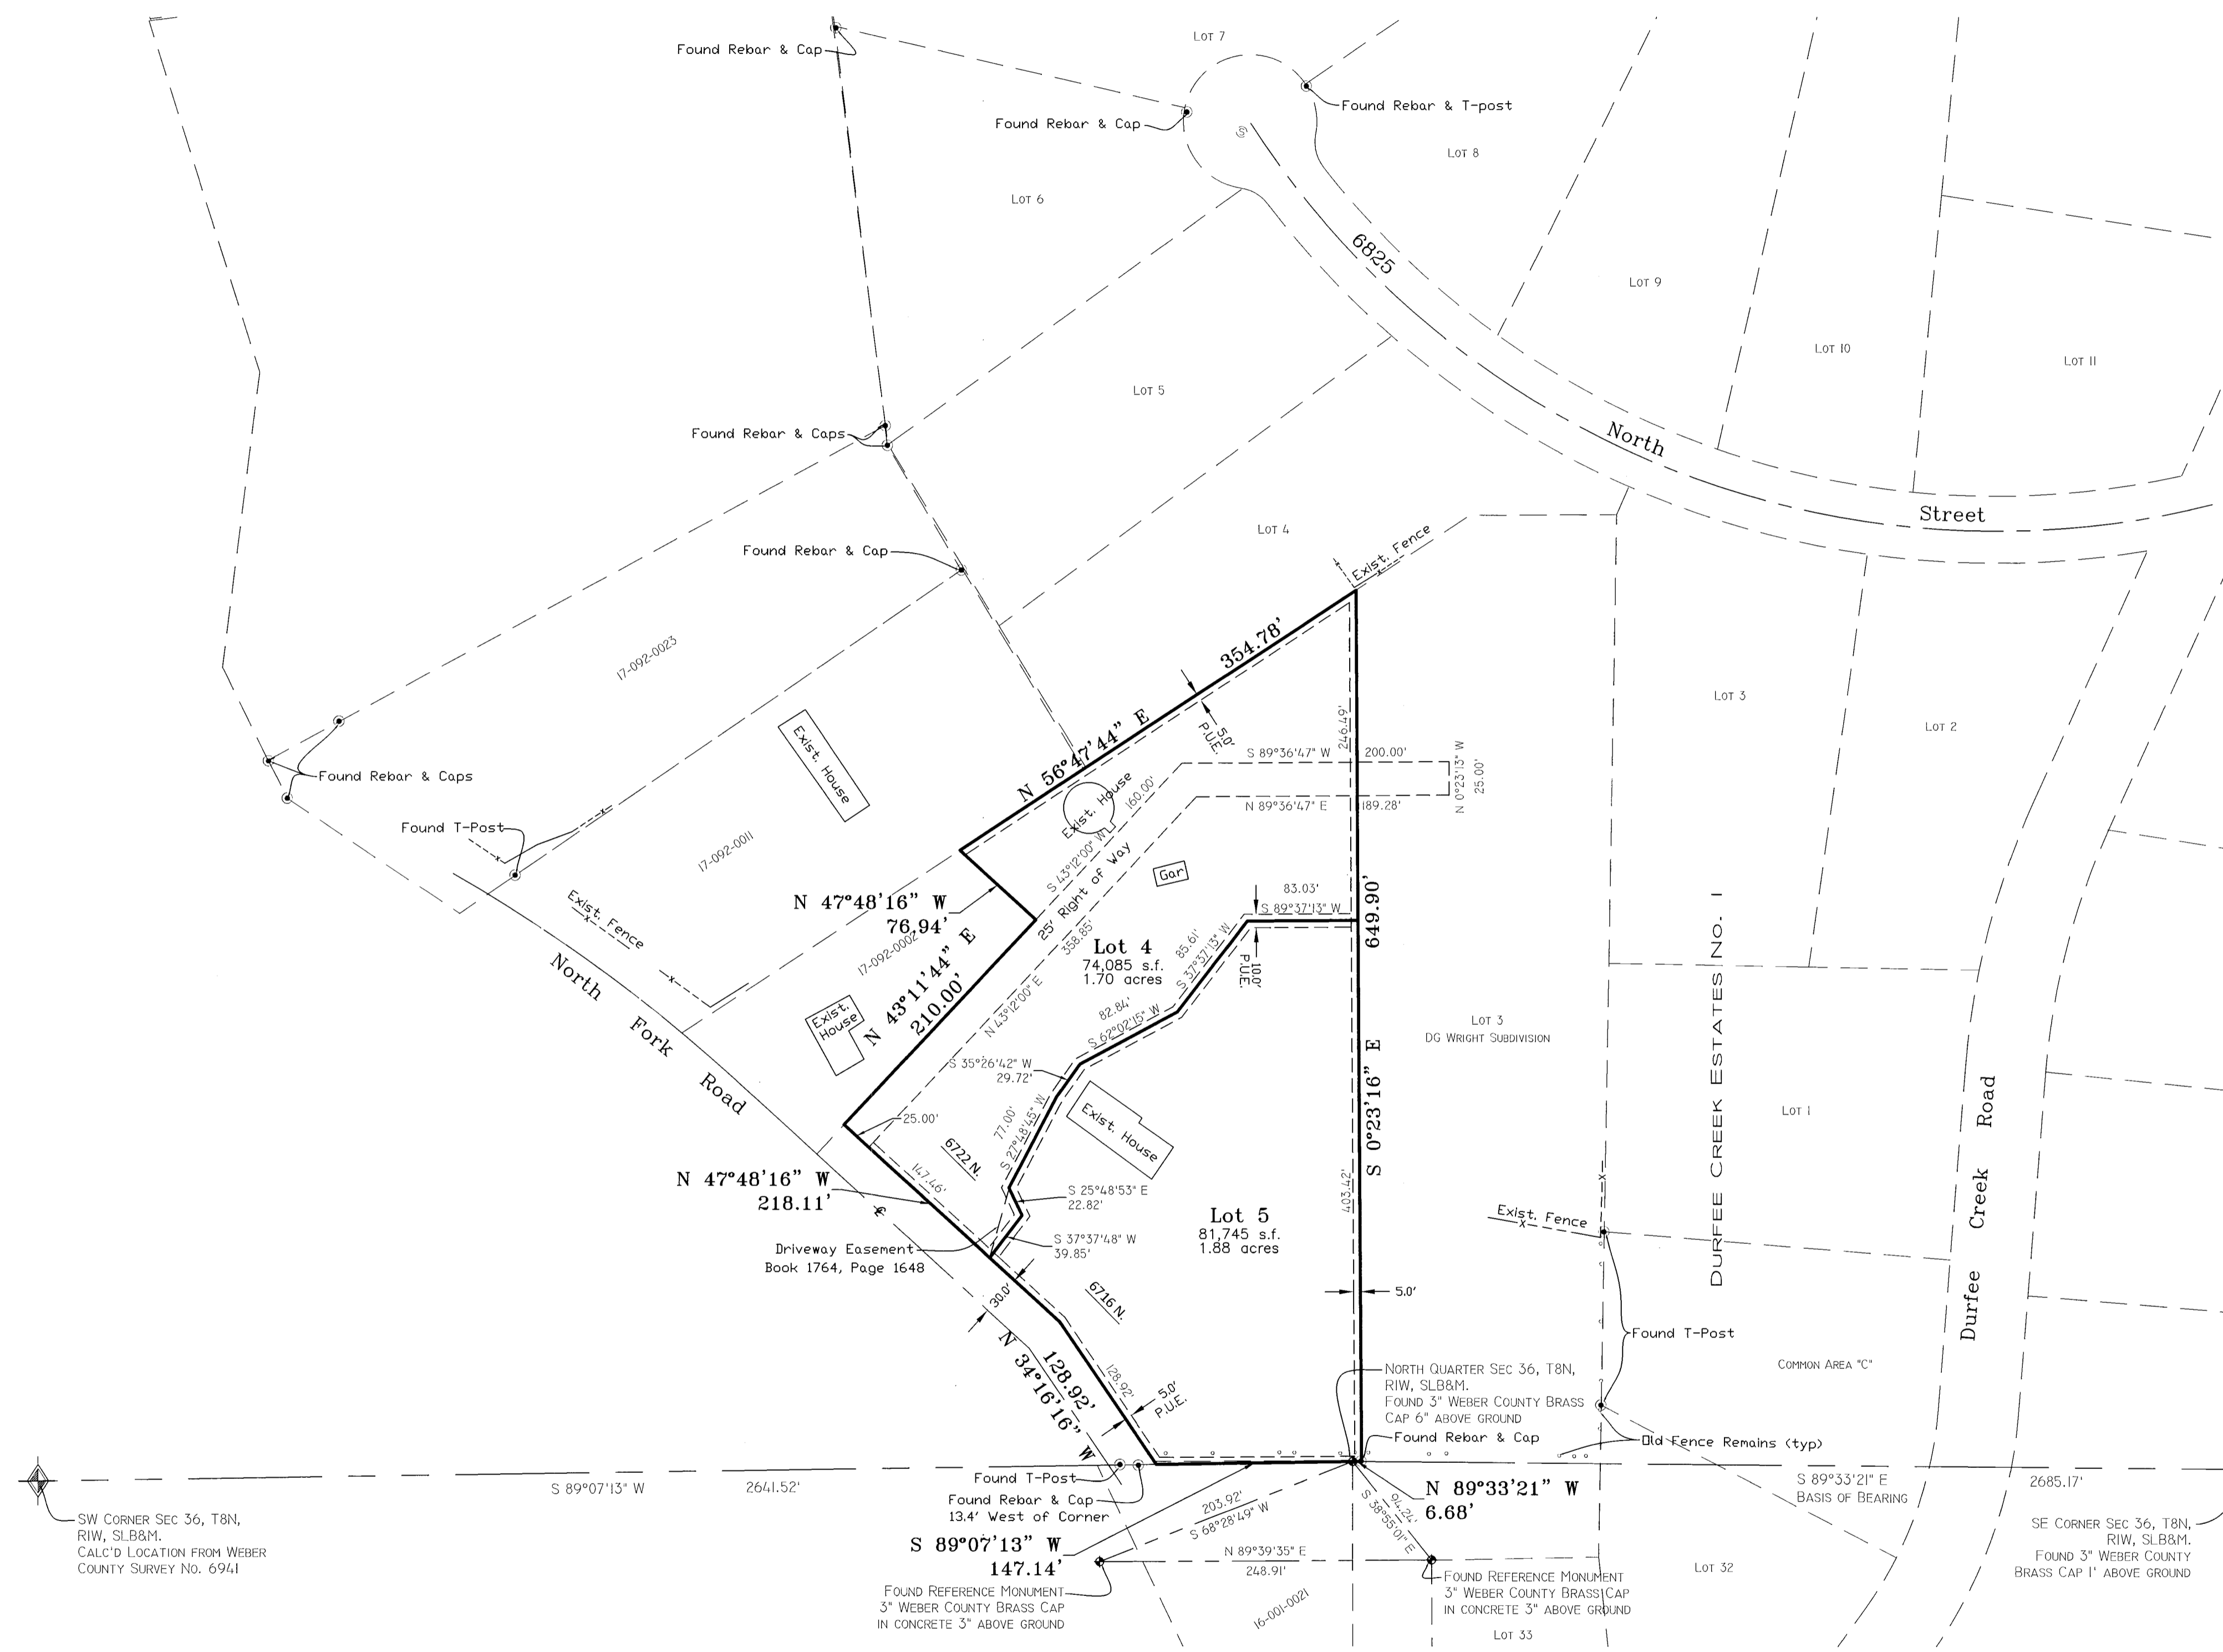 Lot 7
Found Rebar & Cap
Found Rebar & T-post
Found Rebar & Cap
S
Lot 8
Lot 6
6825
North
Street
Lot 9
Lot 10
Lot 11
Lot 5
Found Rebar & Caps
Lot 4
Exist. Fence
Found Rebar & Cap
17-092-0023
354.78'
N 56°47'44" E
5.0'
P.U.E.
246.49'
S 89°36'47" W
200.00'
N 0°23'13" W
25.00'
N 89°36'47" E
189.28'
Lot 3
Lot 2
Exist. House
Found Rebar & Caps
Exist. House
160.00'
S 43°12'00" W
25' Right of Way
358.85'
N 43°12'00" E
Gar
Found T-Post
17-092-0011
Exist. Fence
N 47°48'16" W
76.94'
17-092-0002
N 43°11'44" E
210.00'
83.03'
S 89°37'13" W
10.0'
P.U.E.
649.90'
S 0°23'16" E
Lot 4
74,085 s.f.
1.70 acres
85.61'
S 37°37'13" W
82.84'
S 62°02'15" W
S 35°26'42" W
29.72'
77.00'
S 27°48'45" W
Exist.
House
North
Fork
Road
Lot 3
DG Wright Subdivision
Durfee Creek Estates No. 1
Lot 1
Durfee Creek Road
Exist. House
25.00'
6722 N.
147.46'
N 47°48'16" W
218.11'
℄
S 25°48'53" E
22.82'
S 37°37'48" W
39.85'
Driveway Easement
Book 1764, Page 1648
403.42'
Lot 5
81,745 s.f.
1.88 acres
Exist. Fence
5.0'
6716 N.
30.0'
128.92'
N 34°16'16" W
128.92'
5.0'
P.U.E.
Found T-Post
Common Area "C"
North Quarter Sec 36, T8N,
R1W, SLB&M.
Found 3" Weber County Brass
Cap 6" above ground
Found Rebar & Cap
Old Fence Remains (typ)
Found T-Post
Found Rebar & Cap
13.4' West of Corner
S 89°07'13" W
2641.52'
S 89°33'21" E
Basis of Bearing
2685.17'
N 89°33'21" W
6.68'
203.92'
S 68°28'49" W
94.24'
S 38°55'01" E
S 89°07'13" W
147.14'
N 89°39'35" E
248.91'
SW Corner Sec 36, T8N,
R1W, SLB&M.
Calc'd Location from Weber
County Survey No. 6941
SE Corner Sec 36, T8N,
R1W, SLB&M.
Found 3" Weber County
Brass Cap 1' above ground
Found Reference Monument
3" Weber County Brass Cap
in concrete 3" above ground
Found Reference Monument
3" Weber County Brass Cap
in concrete 3" above ground
16-001-0021
Lot 32
Lot 33